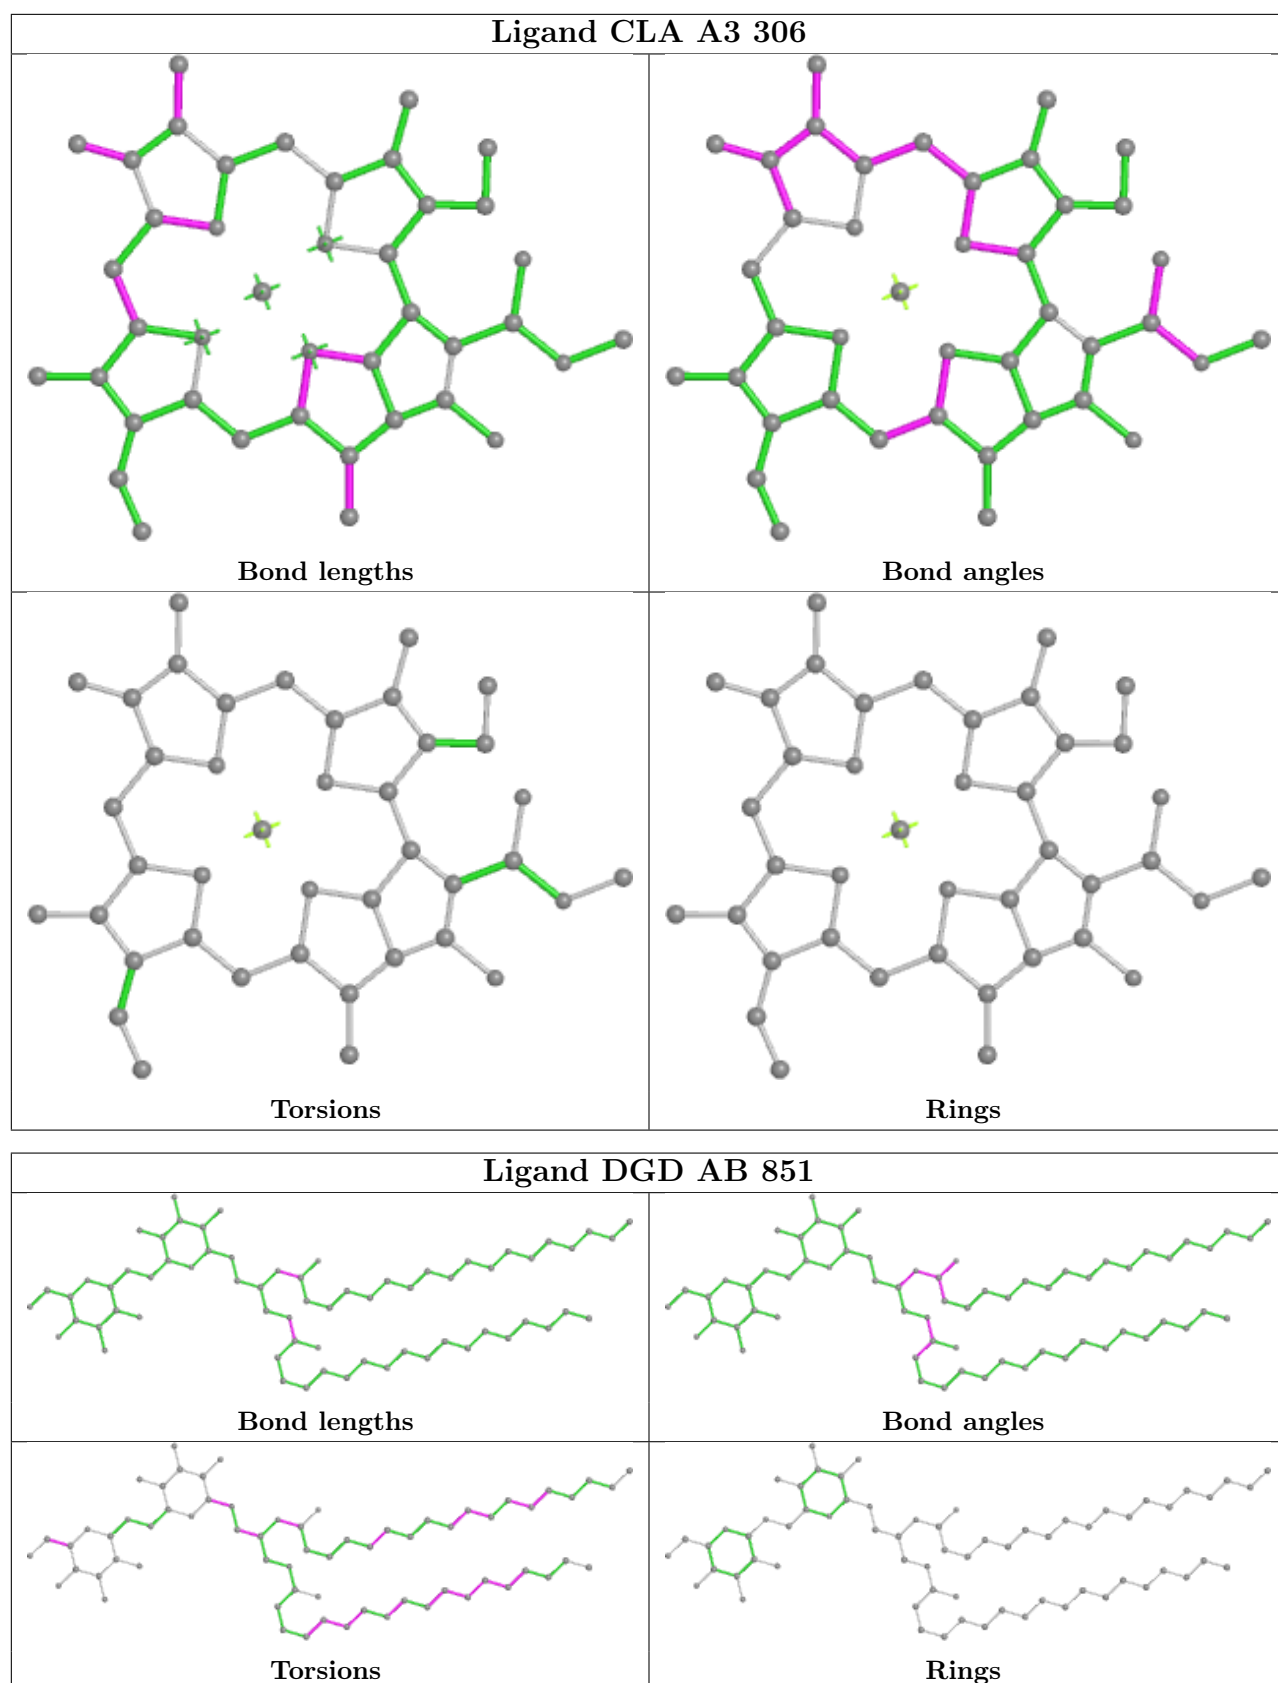 Ligand CLA A3 306
Bond lengths
Bond angles
Torsions
Rings
Ligand DGD AB 851
Bond lengths
Bond angles
Torsions
Rings